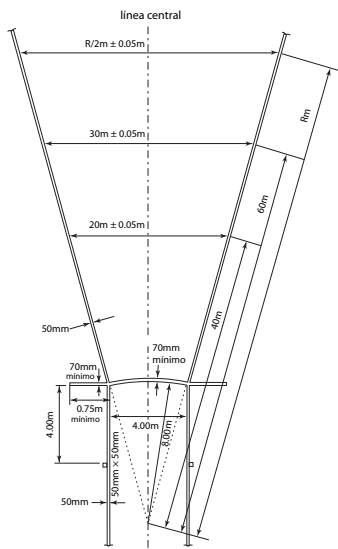 línea central
R/2m ± 0.05m
Rm
30m ± 0.05m
60m
20m ± 0.05m
40m
50mm
70mm
mínimo
70mm
mínimo
0.75m
mínimo
4.00m
4.00m
8.00m
50mm × 50mm
50mm